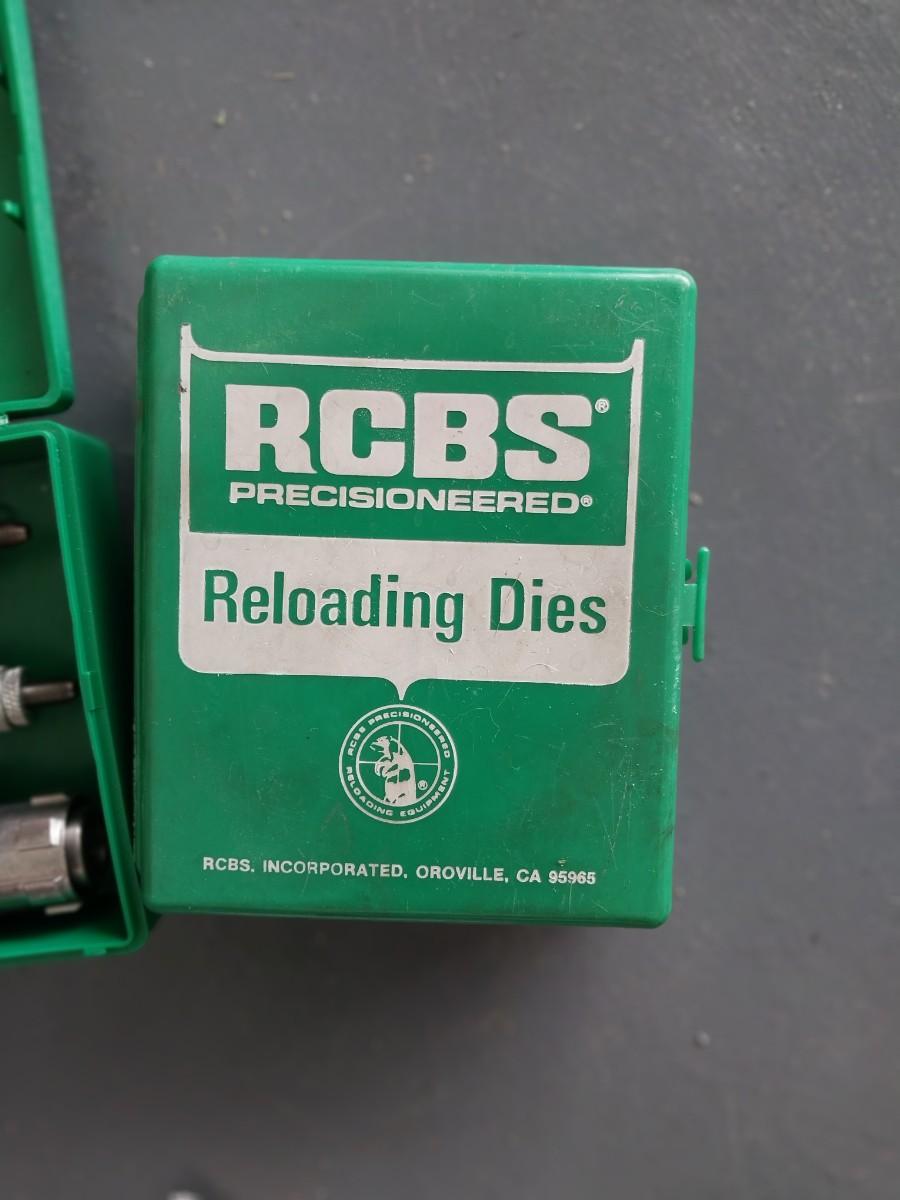 RCBS®
PRECISIONEERED®
Reloading Dies
RCBS PRECISIONEERED
RELOADING EQUIPMENT
®
RCBS. INCORPORATED. OROVILLE, CA 95965